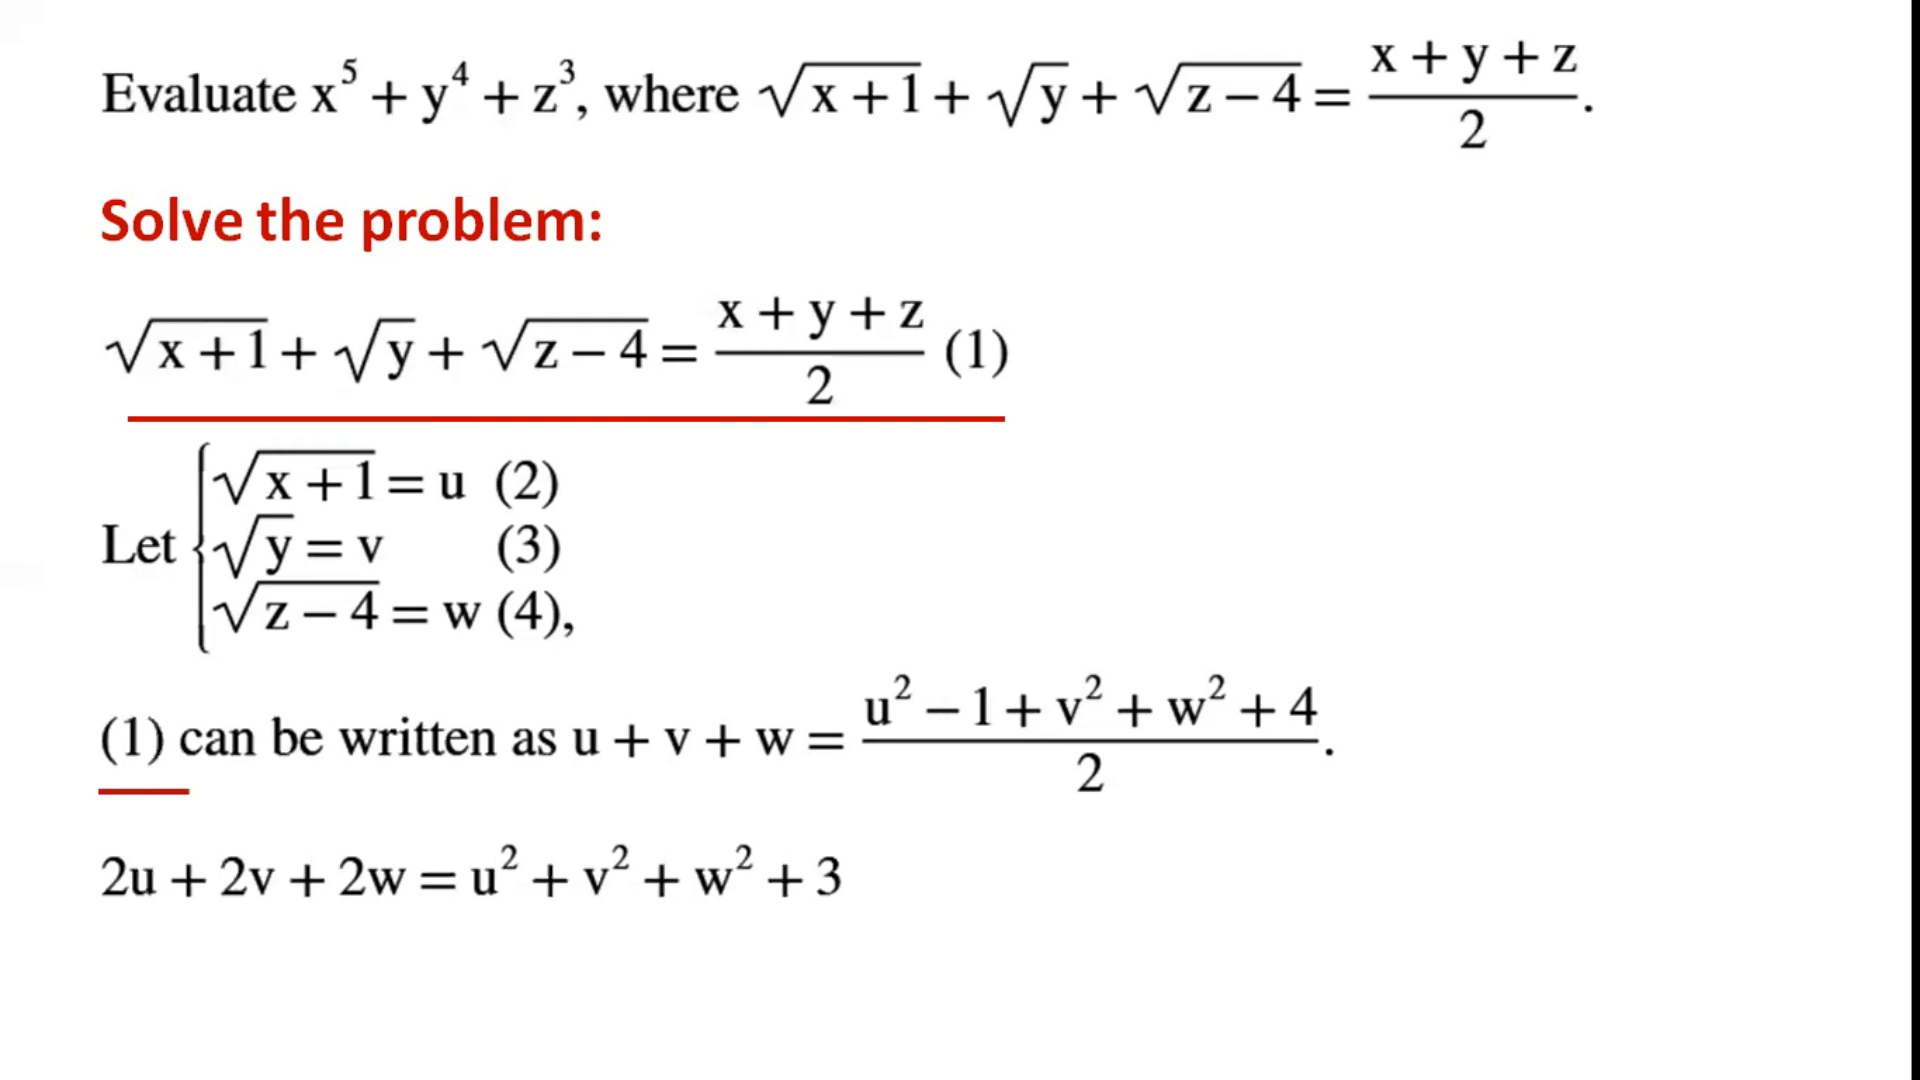 Evaluate x⁵ + y⁴ + z³, where √(x + 1) + √y + √(z − 4) = (x + y + z)/2.
Solve the problem:
√(x + 1) + √y + √(z − 4) = (x + y + z)/2 (1)
Let { √(x + 1) = u (2)
√y = v (3)
√(z − 4) = w (4),
(1) can be written as u + v + w = (u² − 1 + v² + w² + 4)/2.
2u + 2v + 2w = u² + v² + w² + 3